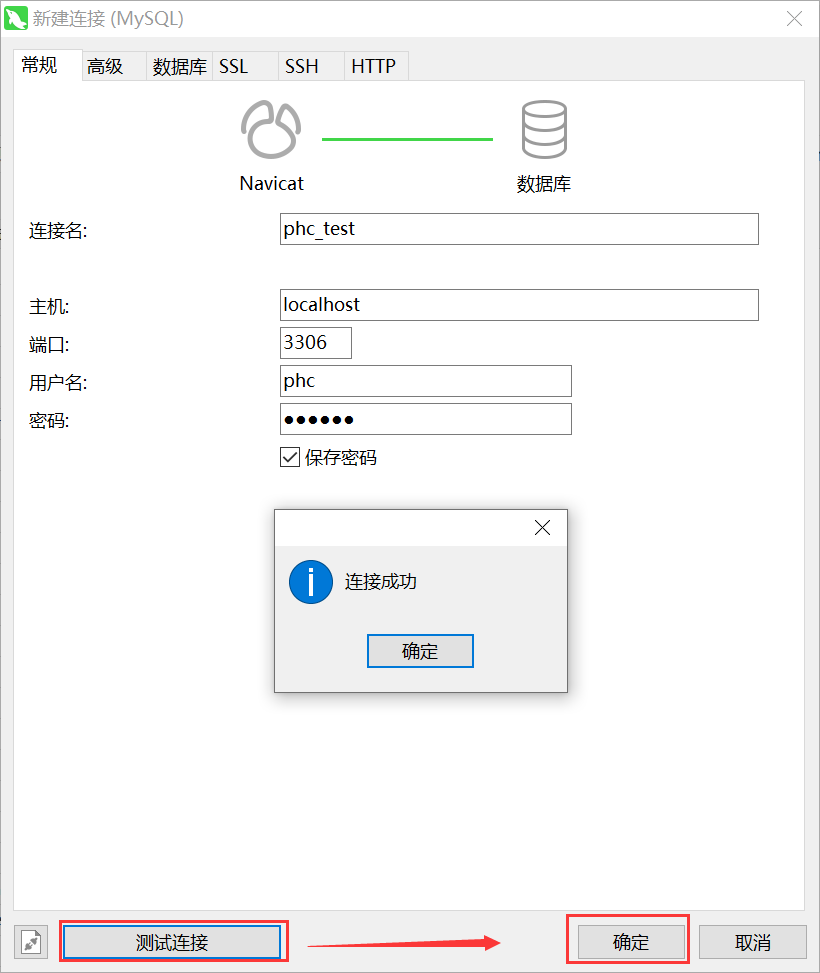 新建连接 (MySQL)
常规 高级 数据库 SSL SSH HTTP
Navicat 数据库
连接名: phc_test
主机: localhost
端口: 3306
用户名: phc
密码: ●●●●●●
保存密码
连接成功
确定
测试连接 确定 取消